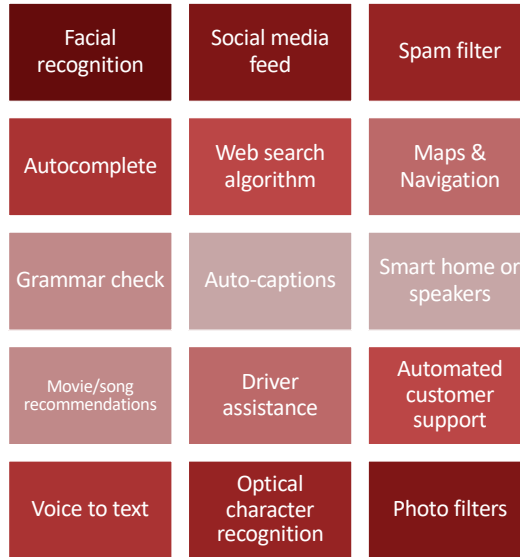 Facial
recognition
Social media
feed
Spam filter
Autocomplete
Web search
algorithm
Maps &
Navigation
Grammar check
Auto-captions
Smart home or
speakers
Movie/song
recommendations
Driver
assistance
Automated
customer
support
Voice to text
Optical
character
recognition
Photo filters